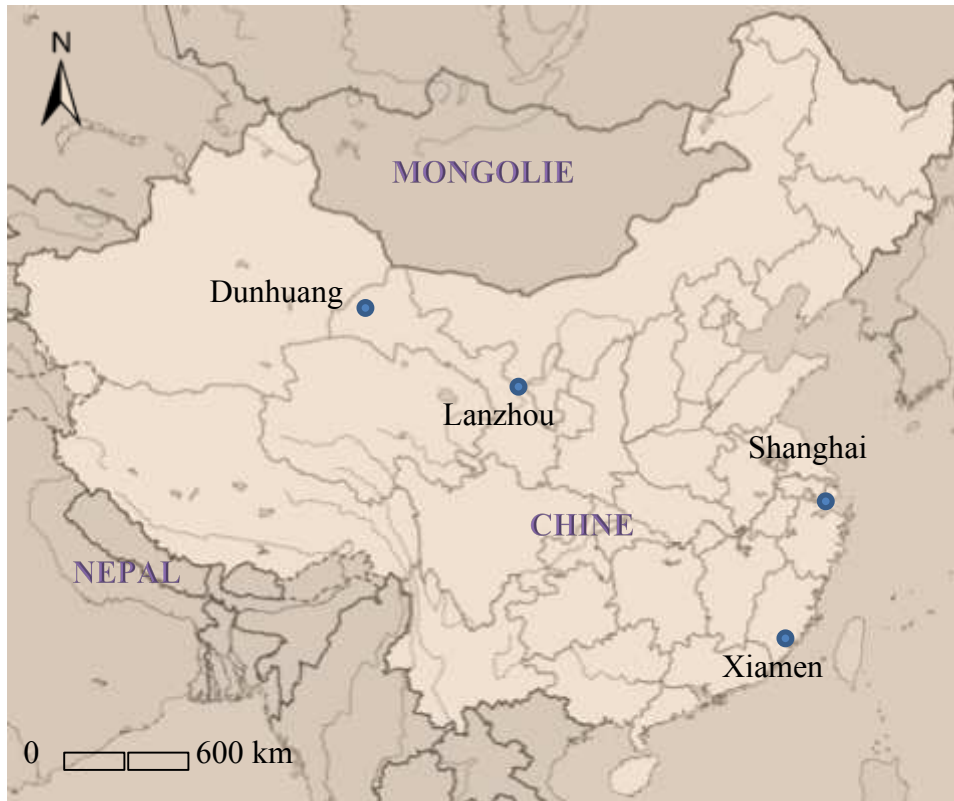 N
MONGOLIE
Dunhuang
Lanzhou
Shanghai
CHINE
NEPAL
Xiamen
0 600 km